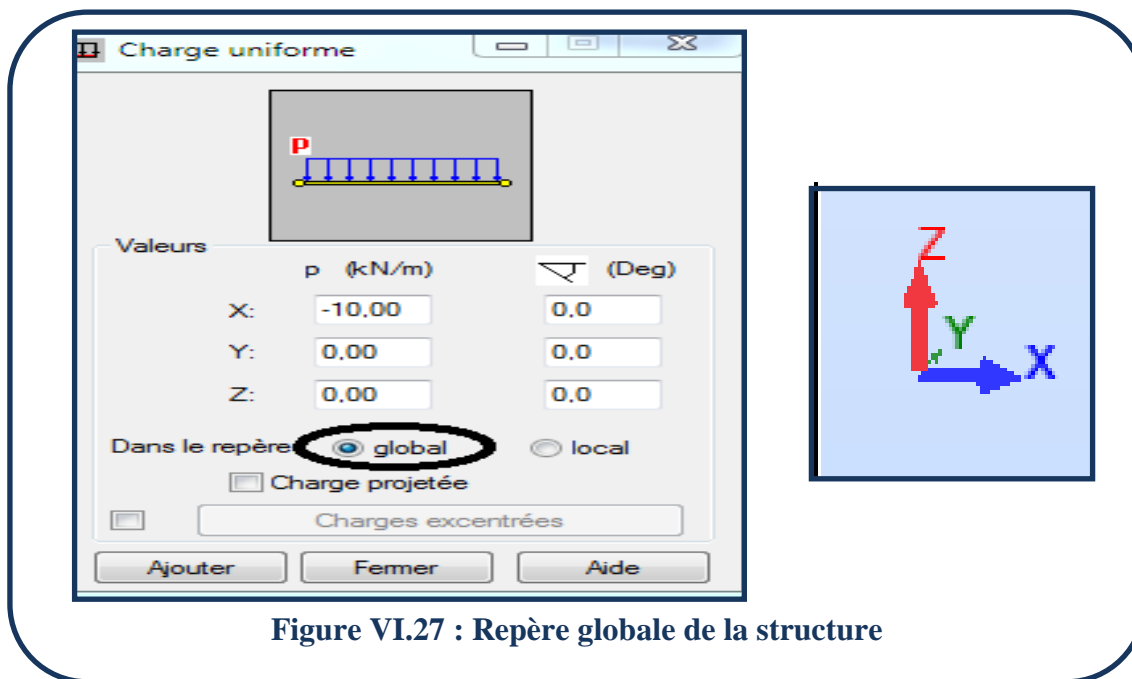 Charge uniforme
P
Valeurs
p (kN/m) (Deg)
X: -10,00 0,0
Y: 0,00 0,0
Z: 0,00 0,0
Dans le repère global local
Charge projetée
Charges excentrées
Ajouter Fermer Aide
Z
Y
X
Figure VI.27 : Repère globale de la structure